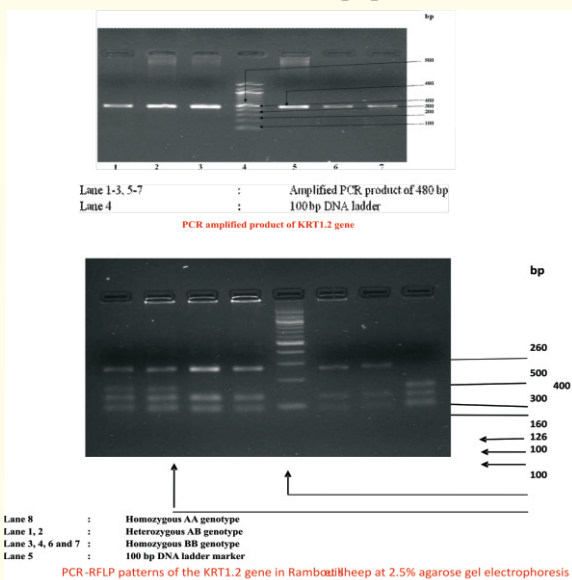 bp
500
400
400
300
200
100
1 2 3 4 5 6 7
Lane 1-3, 5-7 : Amplified PCR product of 480 bp
Lane 4 : 100 bp DNA ladder
PCR amplified product of KRT1.2 gene
bp
260
500
400
300
160
126
100
100
Lane 8 : Homozygous AA genotype
Lane 1, 2 : Heterozygous AB genotype
Lane 3, 4, 6 and 7 : Homozygous BB genotype
Lane 5 : 100 bp DNA ladder marker
PCR-RFLP patterns of the KRT1.2 gene in sheep at 2.5% agarose gel electrophoresis